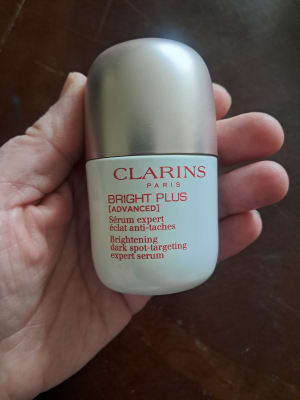 CLARINS
PARIS
BRIGHT PLUS
[ADVANCED]
Sérum expert
éclat anti-taches
Brightening
dark spot-targeting
expert serum